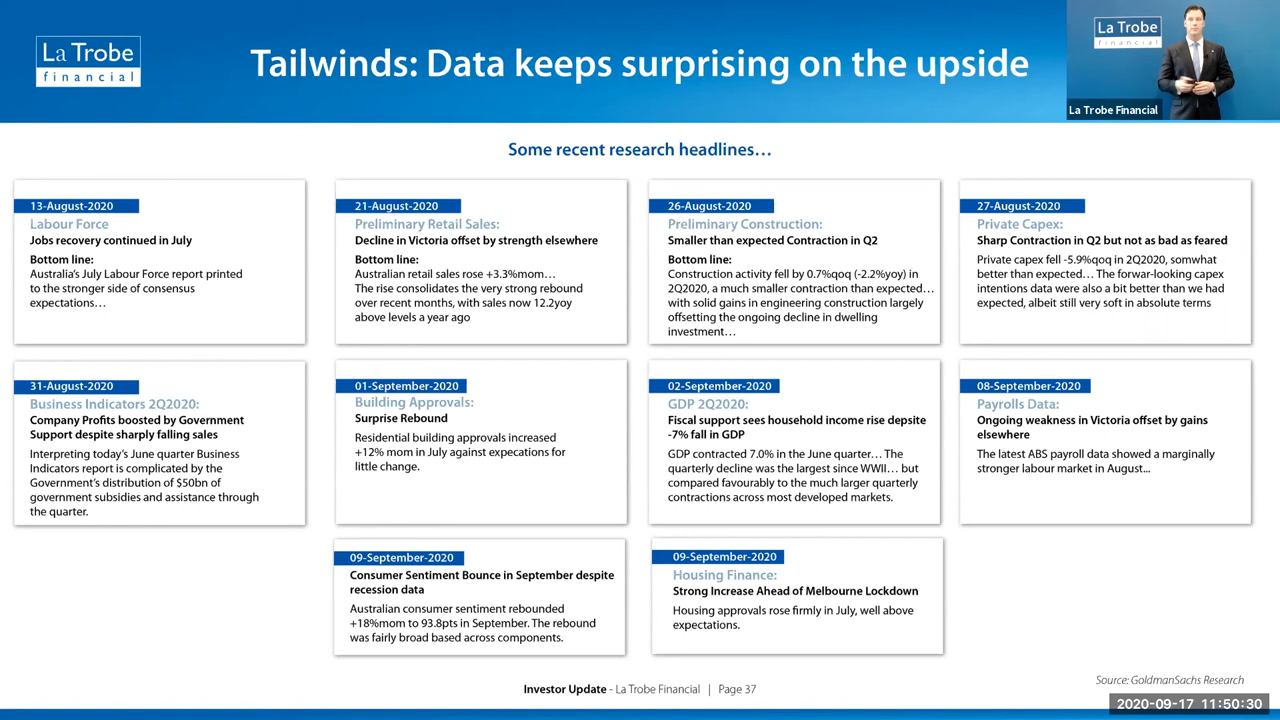 La Trobe
financial
Tailwinds: Data keeps surprising on the upside
La Trobe
financial
La Trobe Financial
Some recent research headlines…
13-August-2020
Labour Force
Jobs recovery continued in July
Bottom line:
Australia's July Labour Force report printed
to the stronger side of consensus
expectations…
21-August-2020
Preliminary Retail Sales:
Decline in Victoria offset by strength elsewhere
Bottom line:
Australian retail sales rose +3.3%mom…
The rise consolidates the very strong rebound
over recent months, with sales now 12.2yoy
above levels a year ago
26-August-2020
Preliminary Construction:
Smaller than expected Contraction in Q2
Bottom line:
Construction activity fell by 0.7%qoq (-2.2%yoy) in
2Q2020, a much smaller contraction than expected…
with solid gains in engineering construction largely
offsetting the ongoing decline in dwelling
investment…
27-August-2020
Private Capex:
Sharp Contraction in Q2 but not as bad as feared
Private capex fell -5.9%qoq in 2Q2020, somwhat
better than expected… The forwar-looking capex
intentions data were also a bit better than we had
expected, albeit still very soft in absolute terms
31-August-2020
Business Indicators 2Q2020:
Company Profits boosted by Government
Support despite sharply falling sales
Interpreting today's June quarter Business
Indicators report is complicated by the
Government's distribution of $50bn of
government subsidies and assistance through
the quarter.
01-September-2020
Building Approvals:
Surprise Rebound
Residential building approvals increased
+12% mom in July against expecations for
little change.
02-September-2020
GDP 2Q2020:
Fiscal support sees household income rise depsite
-7% fall in GDP
GDP contracted 7.0% in the June quarter… The
quarterly decline was the largest since WWII… but
compared favourably to the much larger quarterly
contractions across most developed markets.
08-September-2020
Payrolls Data:
Ongoing weakness in Victoria offset by gains
elsewhere
The latest ABS payroll data showed a marginally
stronger labour market in August...
09-September-2020
Consumer Sentiment Bounce in September despite
recession data
Australian consumer sentiment rebounded
+18%mom to 93.8pts in September. The rebound
was fairly broad based across components.
09-September-2020
Housing Finance:
Strong Increase Ahead of Melbourne Lockdown
Housing approvals rose firmly in July, well above
expectations.
Source: GoldmanSachs Research
Investor Update - La Trobe Financial | Page 37
2020-09-17 11:50:30